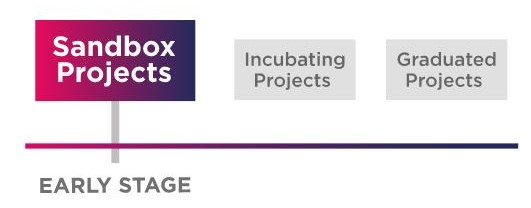 Sandbox
Projects
Incubating
Projects
Graduated
Projects
EARLY STAGE